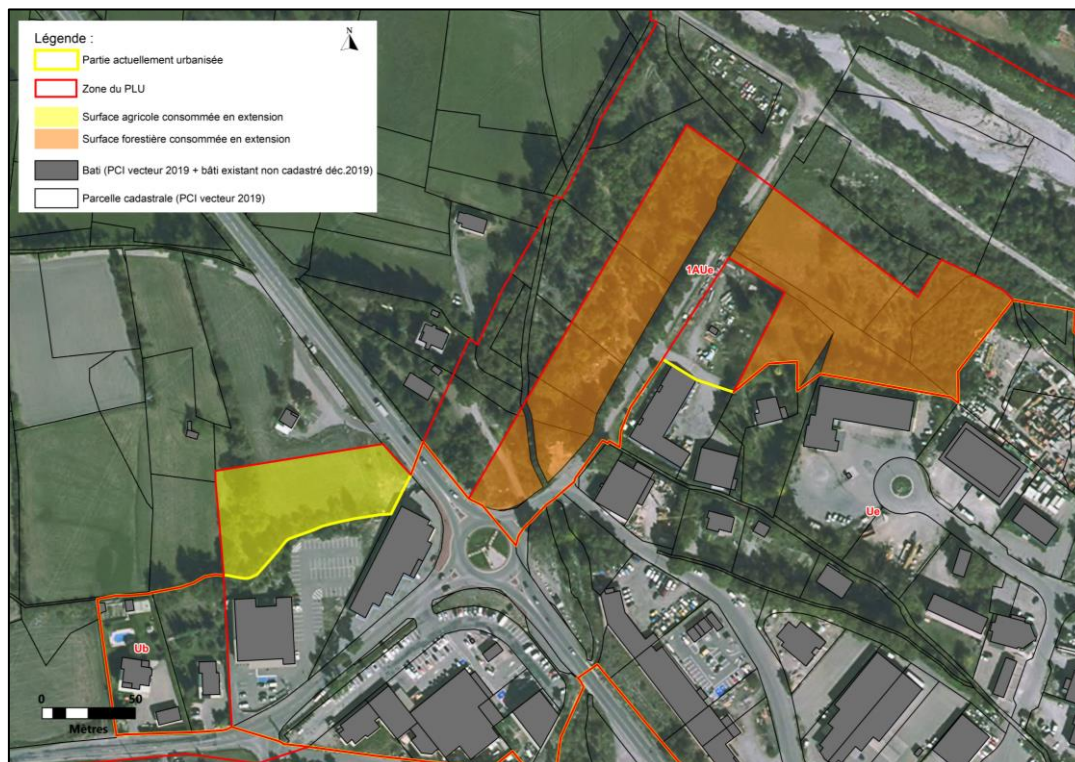 Légende :
N
Partie actuellement urbanisée
Zone du PLU
Surface agricole consommée en extension
Surface forestière consommée en extension
Bâti (PCI vecteur 2019 + bâti existant non cadastré déc.2019)
Parcelle cadastrale (PCI vecteur 2019)
1AUe
Ue
Ub
0 50
Mètres